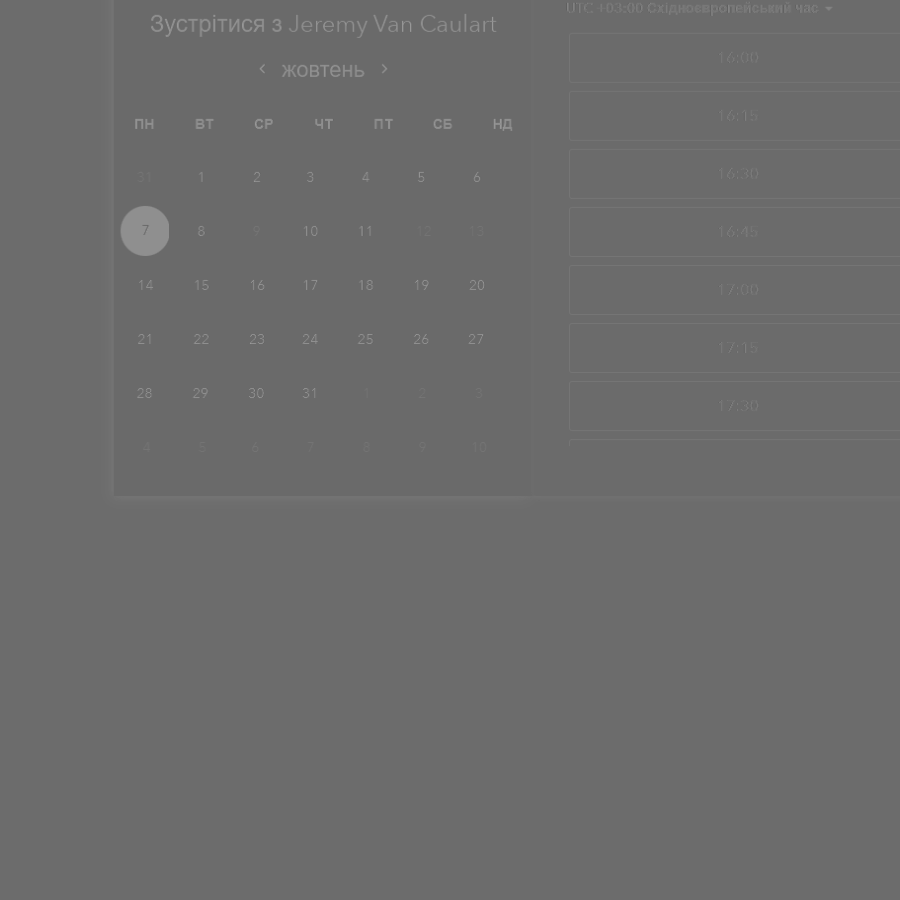 Зустрітися з Jeremy Van Caulart
жовтень
ПН ВТ СР ЧТ ПТ СБ НД
31 1 2 3 4 5 6
7 8 9 10 11 12 13
14 15 16 17 18 19 20
21 22 23 24 25 26 27
28 29 30 31 1 2 3
4 5 6 7 8 9 10
UTC +03:00 Східноєвропейський час
16:00
16:15
16:30
16:45
17:00
17:15
17:30